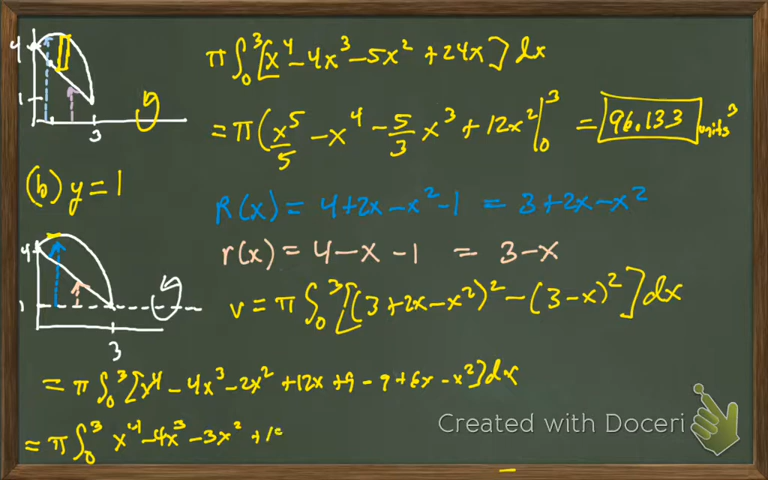 4
1
3
π∫₀³[x⁴ - 4x³ - 5x² + 24x]dx
= π(x⁵/5 - x⁴ - 5/3 x³ + 12x²|₀³ = 96.133 units³
(b) y = 1
R(x) = 4+2x-x²-1 = 3+2x-x²
r(x) = 4-x-1 = 3-x
4
1
3
v = π∫₀³[(3+2x-x²)² - (3-x)²]dx
= π∫₀³[x⁴ - 4x³ - 2x² + 12x + 9 - 9 + 6x - x²]dx
Created with Doceri
= π∫₀³ x⁴ - 4x³ - 3x² + 1